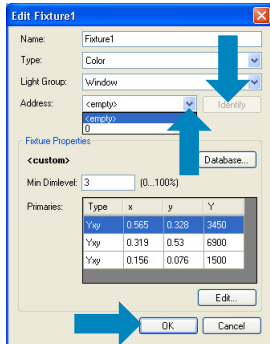 Edit Fixture1
Name: Fixture1
Type: Color
Light Group: Window
Address: <empty> Identify
<empty>
0
Fixture Properties
<custom> Database...
Min Dimlevel: 3 (0...100%)
Primaries: Type x y Y
Yxy 0.565 0.328 3450
Yxy 0.319 0.53 6900
Yxy 0.156 0.076 1500
Edit...
OK Cancel